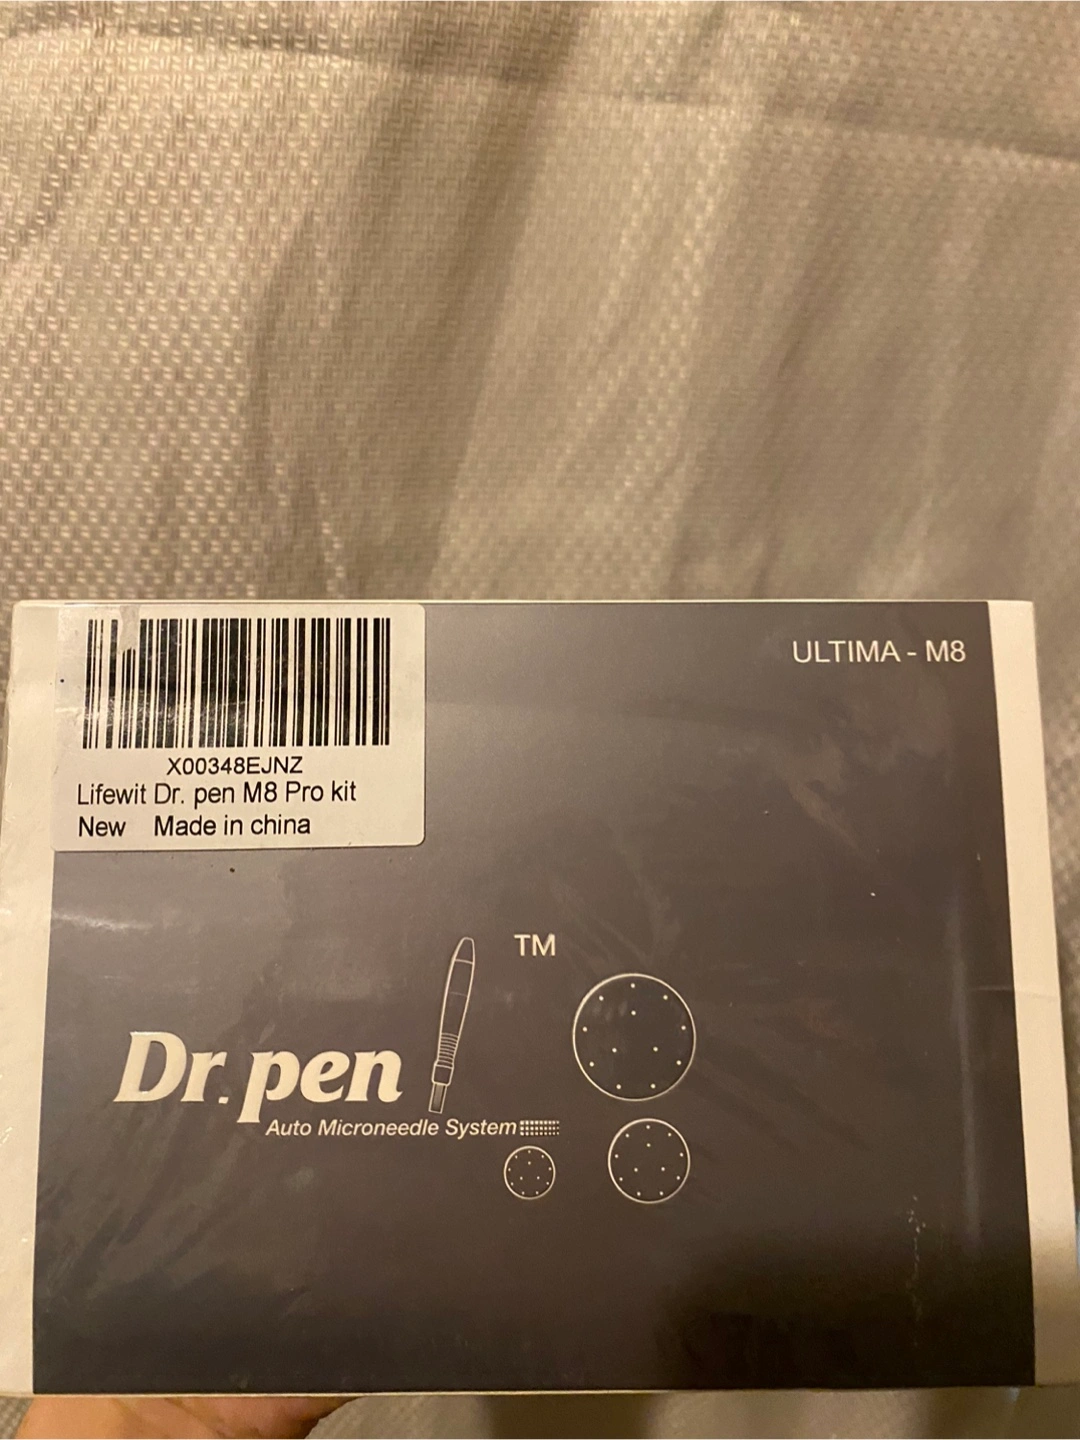 X00348EJNZ
Lifewit Dr. pen M8 Pro kit
New Made in china
ULTIMA - M8
TM
Dr. pen
Auto Microneedle System